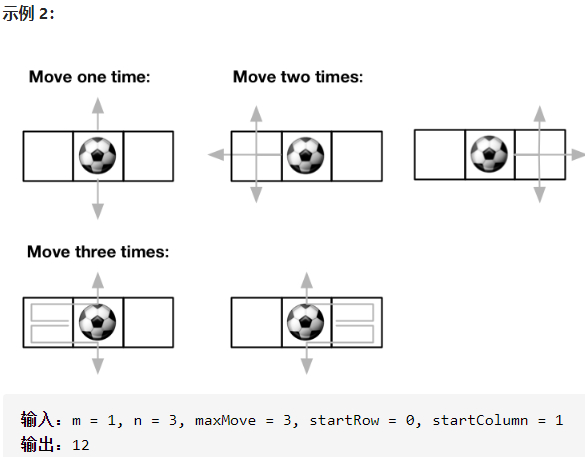 示例 2:
Move one time:
Move two times:
Move three times:
输入：m = 1, n = 3, maxMove = 3, startRow = 0, startColumn = 1
输出：12